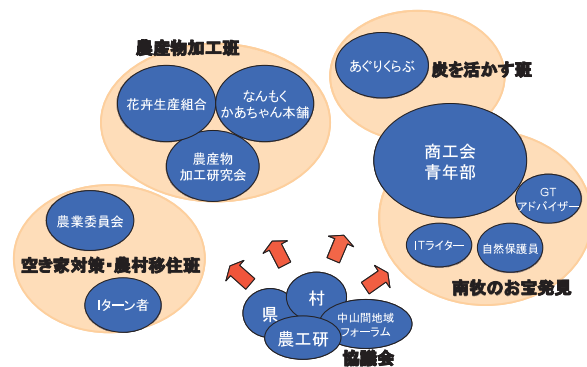 農産物加工班
花卉生産組合
なんもく
かあちゃん本舗
農産物
加工研究会
あぐりくらぶ
炭を活かす班
商工会
青年部
GT
アドバイザー
ITライター
自然保護員
南牧のお宝発見
農業委員会
空き家対策・農村移住班
Iターン者
県
村
農工研
中山間地域
フォーラム
協議会